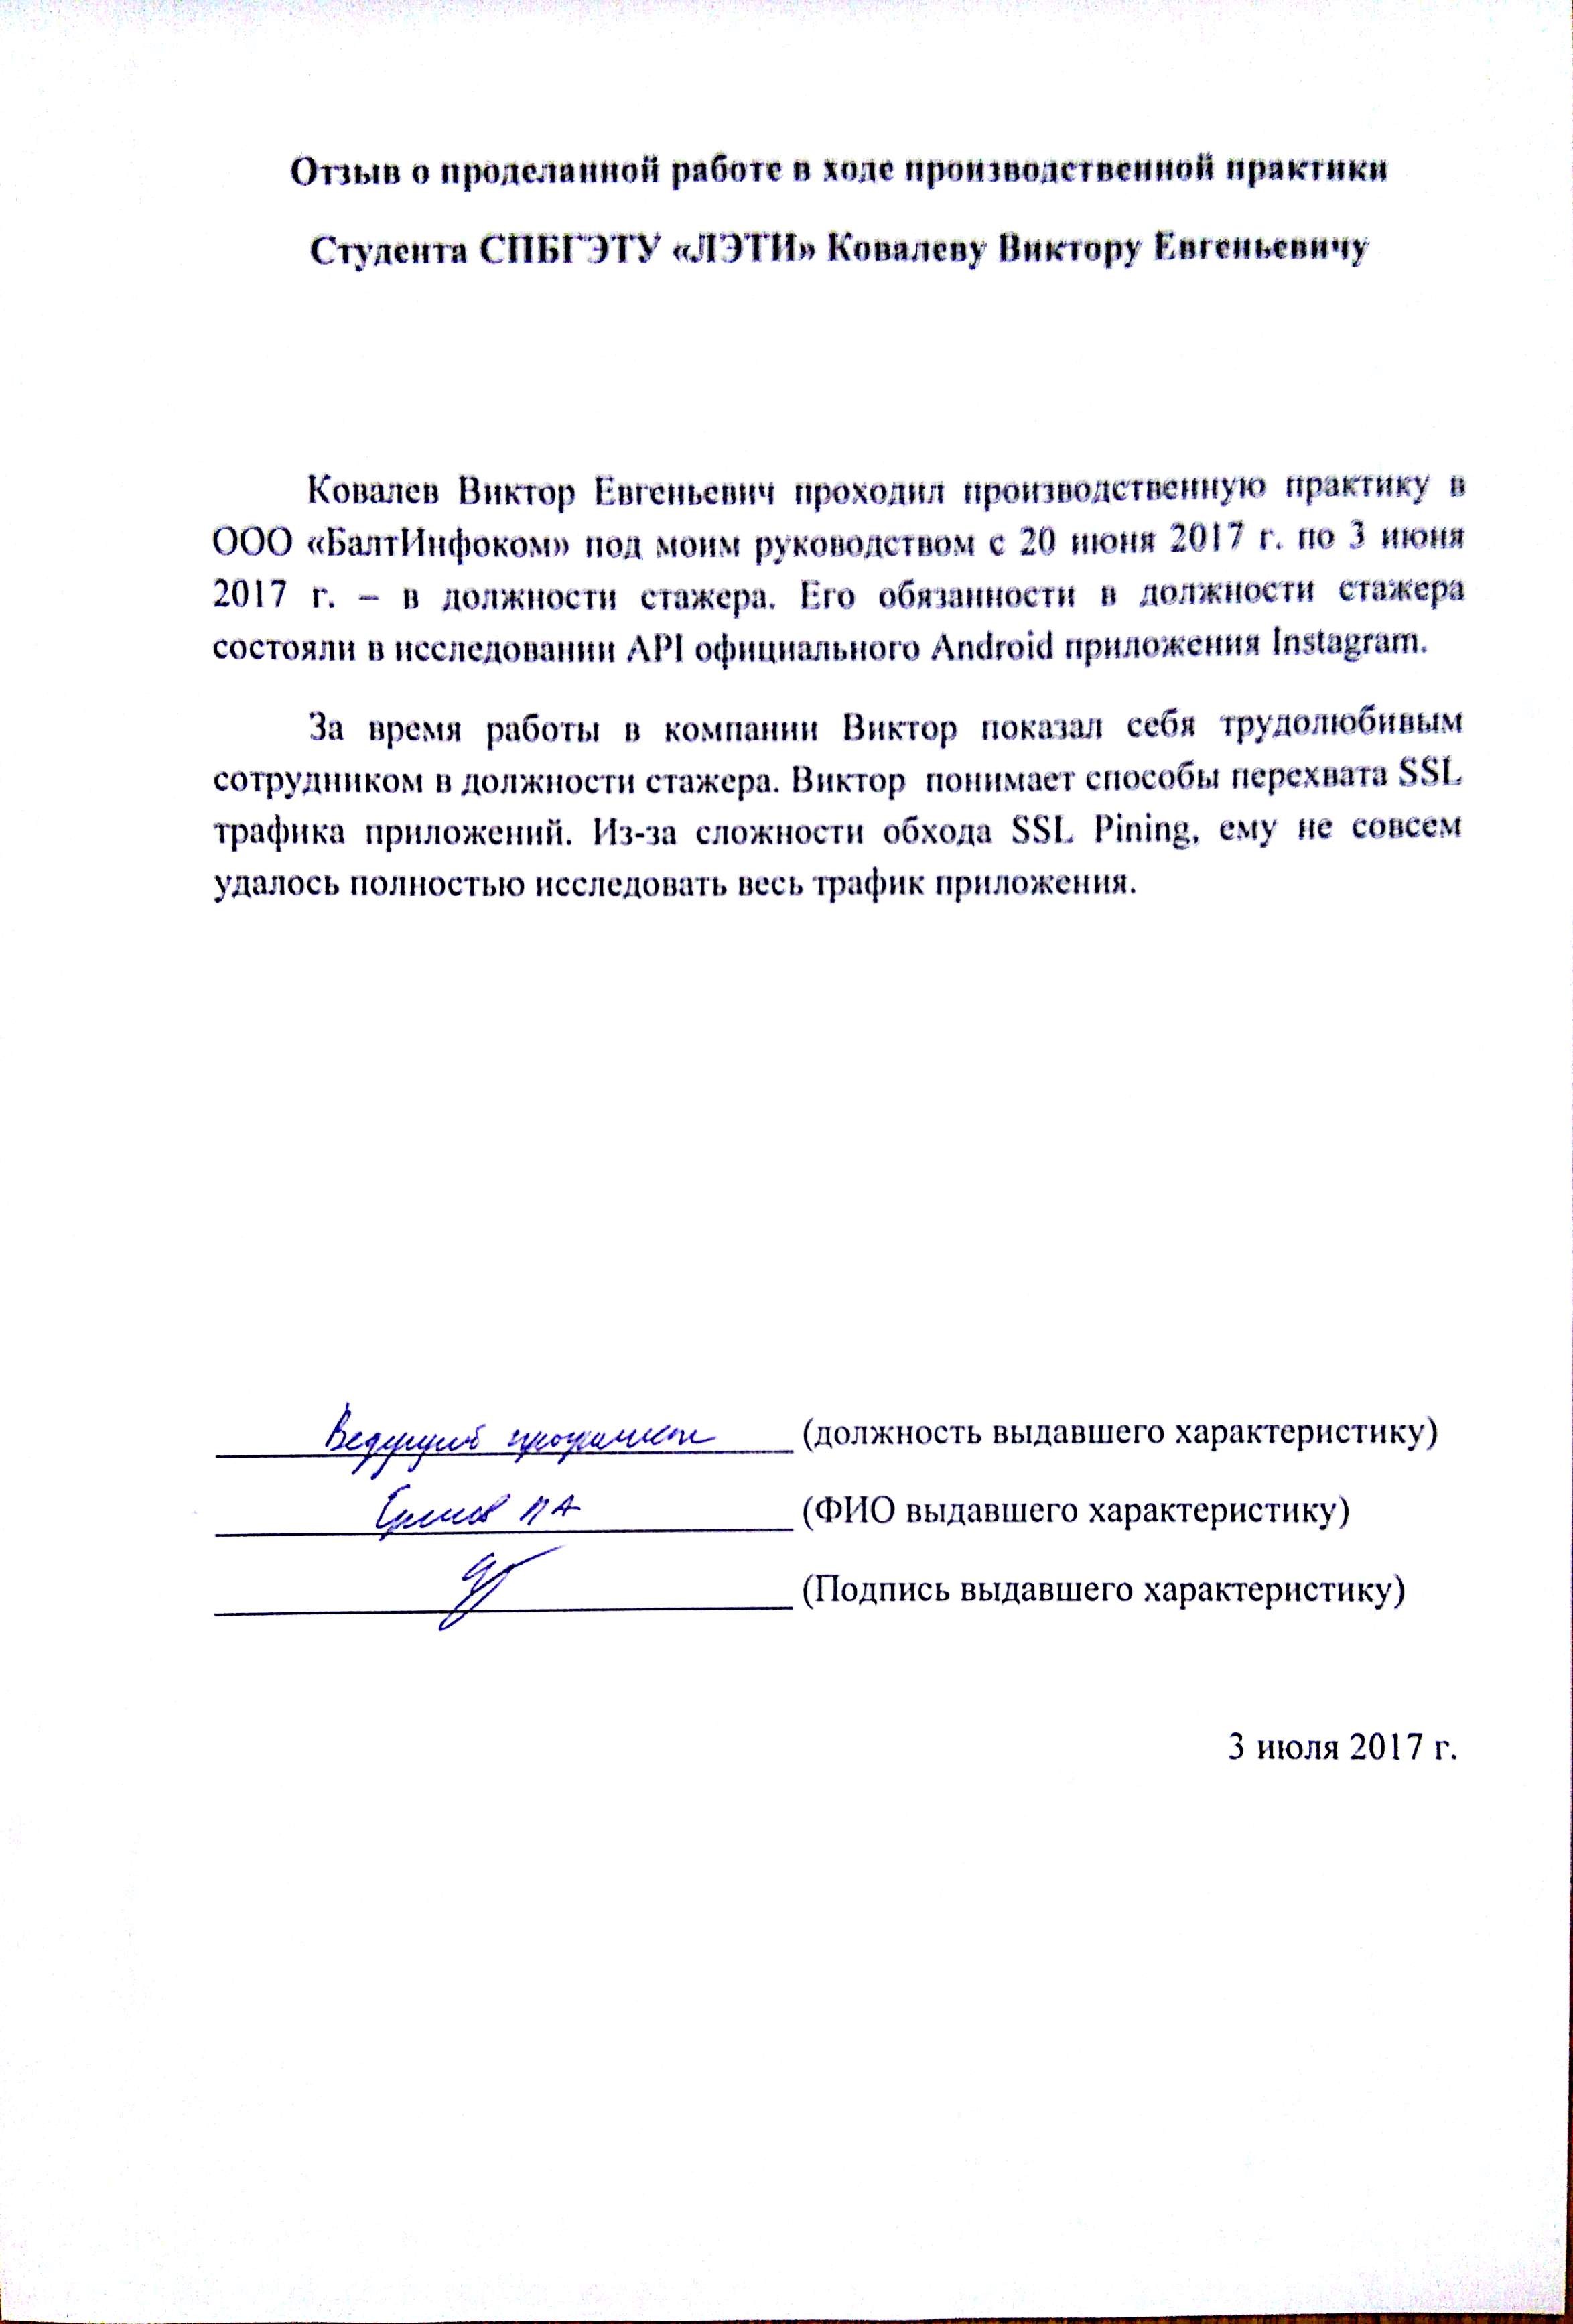 Отзыв о проделанной работе в ходе производственной практики
Студента СПБГЭТУ «ЛЭТИ» Ковалеву Виктору Евгеньевичу
Ковалев Виктор Евгеньевич проходил производственную практику в
ООО «БалтИнфоком» под моим руководством с 20 июня 2017 г. по 3 июня
2017 г. – в должности стажера. Его обязанности в должности стажера
состояли в исследовании API официального Android приложения Instagram.
За время работы в компании Виктор показал себя трудолюбивым
сотрудником в должности стажера. Виктор понимает способы перехвата SSL
трафика приложений. Из-за сложности обхода SSL Pining, ему не совсем
удалось полностью исследовать весь трафик приложения.
Ведущий программист (должность выдавшего характеристику)
(ФИО выдавшего характеристику)
(Подпись выдавшего характеристику)
3 июля 2017 г.